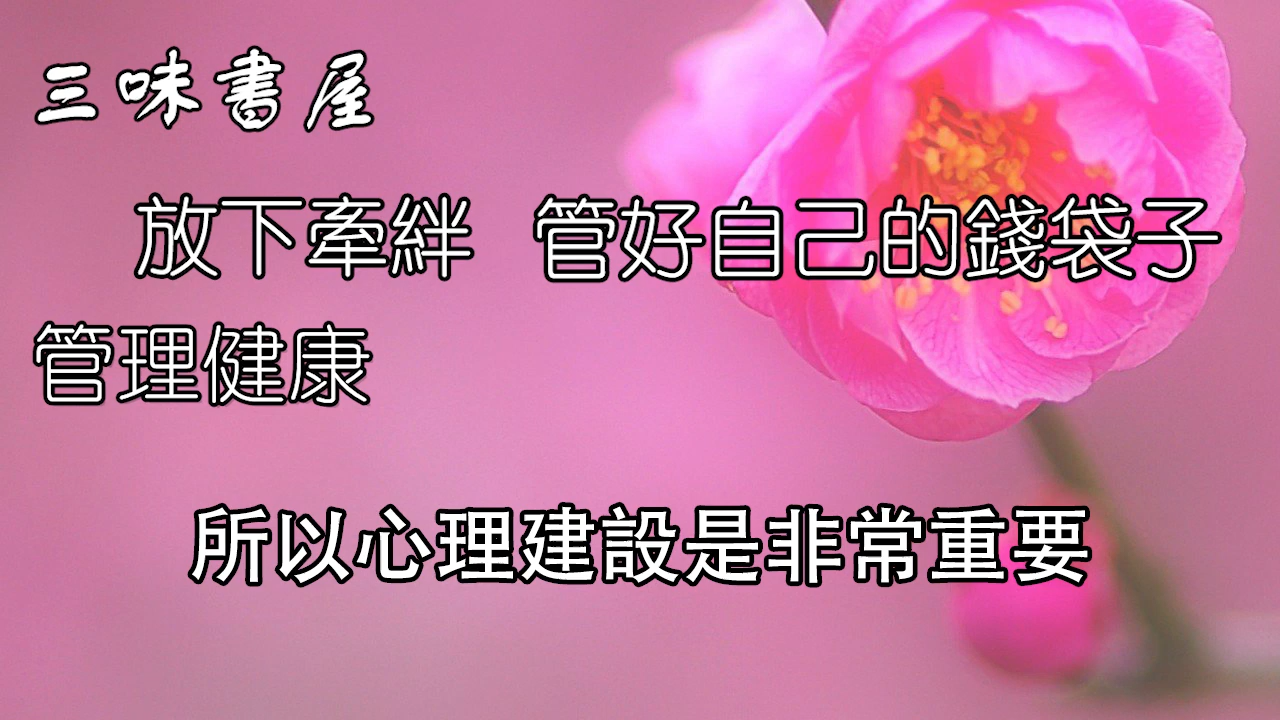 三味書屋
放下牽絆 管好自己的錢袋子
管理健康
所以心理建設是非常重要